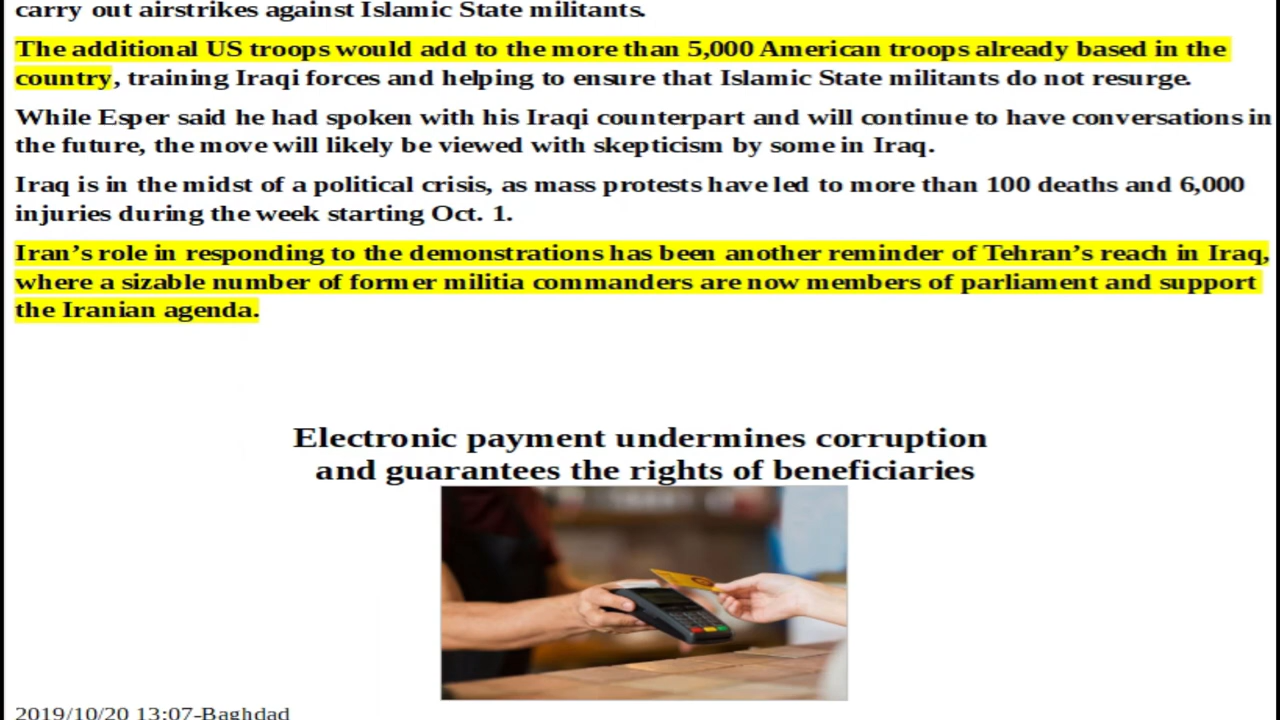 carry out airstrikes against Islamic State militants.
The additional US troops would add to the more than 5,000 American troops already based in the
country, training Iraqi forces and helping to ensure that Islamic State militants do not resurge.
While Esper said he had spoken with his Iraqi counterpart and will continue to have conversations in
the future, the move will likely be viewed with skepticism by some in Iraq.
Iraq is in the midst of a political crisis, as mass protests have led to more than 100 deaths and 6,000
injuries during the week starting Oct. 1.
Iran’s role in responding to the demonstrations has been another reminder of Tehran’s reach in Iraq,
where a sizable number of former militia commanders are now members of parliament and support
the Iranian agenda.
Electronic payment undermines corruption
and guarantees the rights of beneficiaries
2019/10/20 13:07-Baghdad